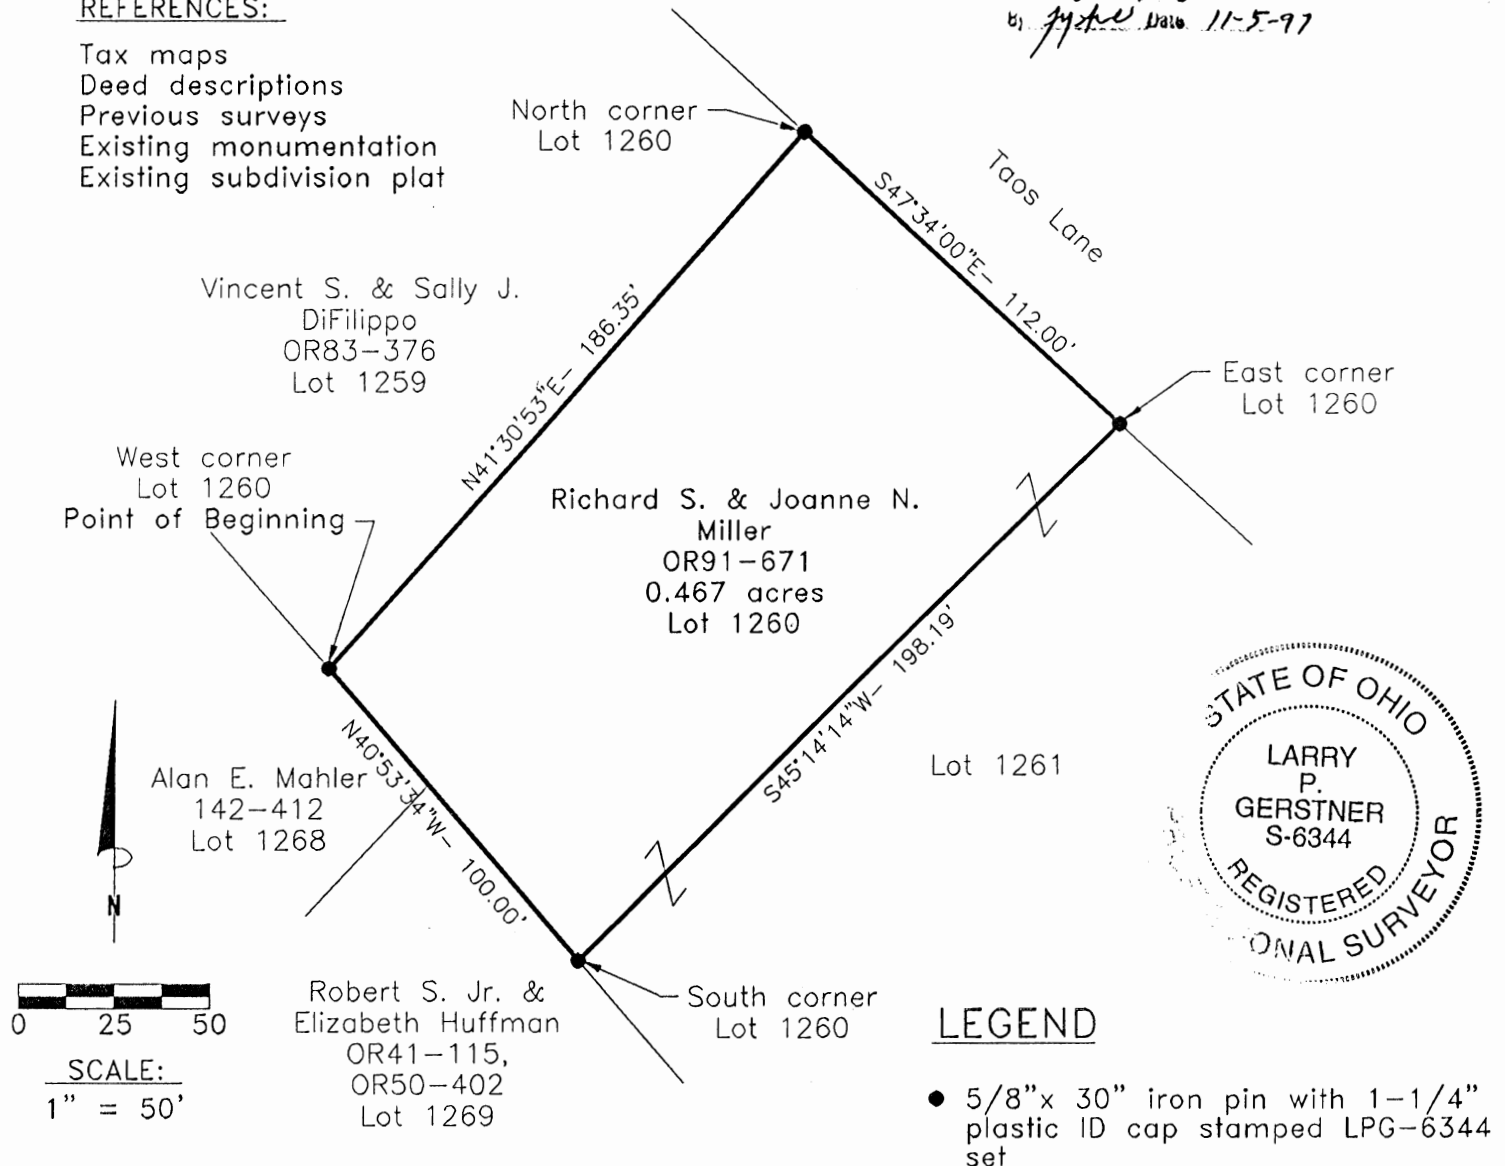 REFERENCES:
Tax maps
Deed descriptions
Previous surveys
Existing monumentation
Existing subdivision plat
Date 11-5-97
North corner
Lot 1260
Taos Lane
S47°34'00"E- 112.00'
Vincent S. & Sally J.
DiFilippo
OR83-376
Lot 1259
N41°30'53"E- 186.35'
East corner
Lot 1260
West corner
Lot 1260
Point of Beginning
Richard S. & Joanne N.
Miller
OR91-671
0.467 acres
Lot 1260
S45°14'14"W- 198.19'
Lot 1261
N40°53'34"W- 100.00'
Alan E. Mahler
142-412
Lot 1268
N
0 25 50
SCALE:
1" = 50'
Robert S. Jr. &
Elizabeth Huffman
OR41-115,
OR50-402
Lot 1269
South corner
Lot 1260
STATE OF OHIO
LARRY
P.
GERSTNER
S-6344
REGISTERED
ONAL SURVEYOR
LEGEND
5/8"x 30" iron pin with 1-1/4"
plastic ID cap stamped LPG-6344
set